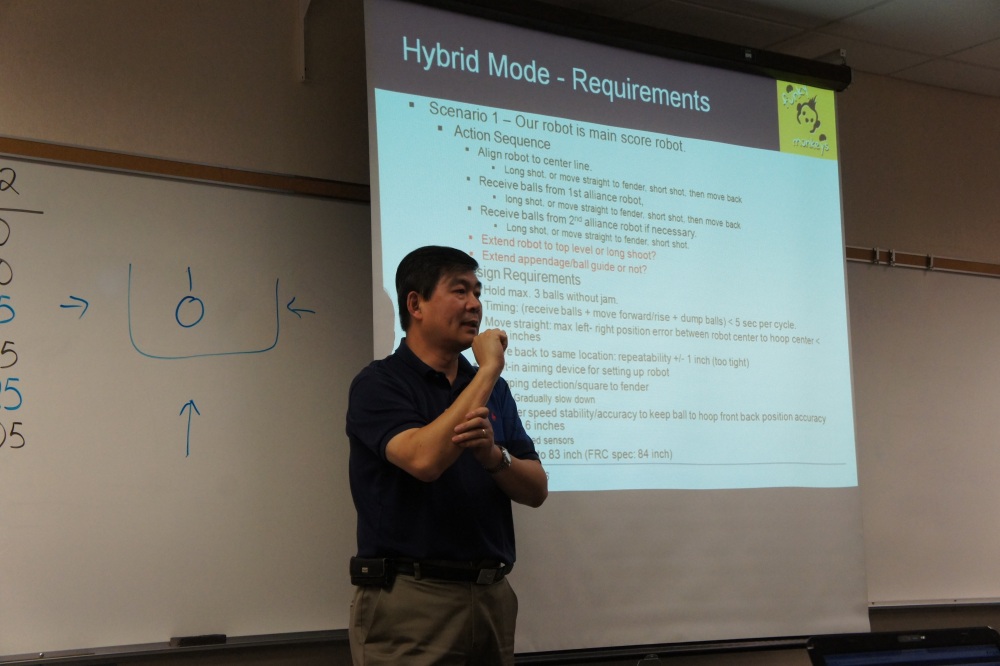 Hybrid Mode - Requirements
monkeys
Scenario 1 – Our robot is main score robot.
Action Sequence
Align robot to center line.
Long shot, or move straight to fender, short shot, then move back
Receive balls from 1st alliance robot,
long shot, or move straight to fender, short shot, then move back
Receive balls from 2nd alliance robot if necessary.
Long shot, or move straight to fender, short shot.
Extend robot to top level or long shoot?
Extend appendage/ball guide or not?
Requirements
Hold max. 3 balls without jam.
Timing: (receive balls + move forward/rise + dump balls) < 5 sec per cycle.
Move straight: max left- right position error between robot center to hoop center <
inches
back to same location: repeatability +/- 1 inch (too tight)
aiming device for setting up robot
detection/square to fender
Gradually slow down
speed stability/accuracy to keep ball to hoop front back position accuracy
6 inches
sensors
to 83 inch (FRC spec: 84 inch)
2
0
0
5
5
5
05